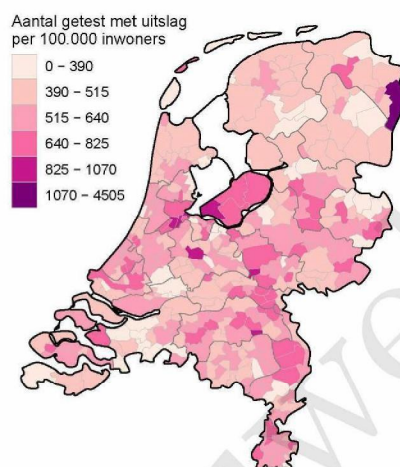 Aantal getest met uitslag
per 100.000 inwoners
0 – 390
390 – 515
515 – 640
640 – 825
825 – 1070
1070 – 4505
we